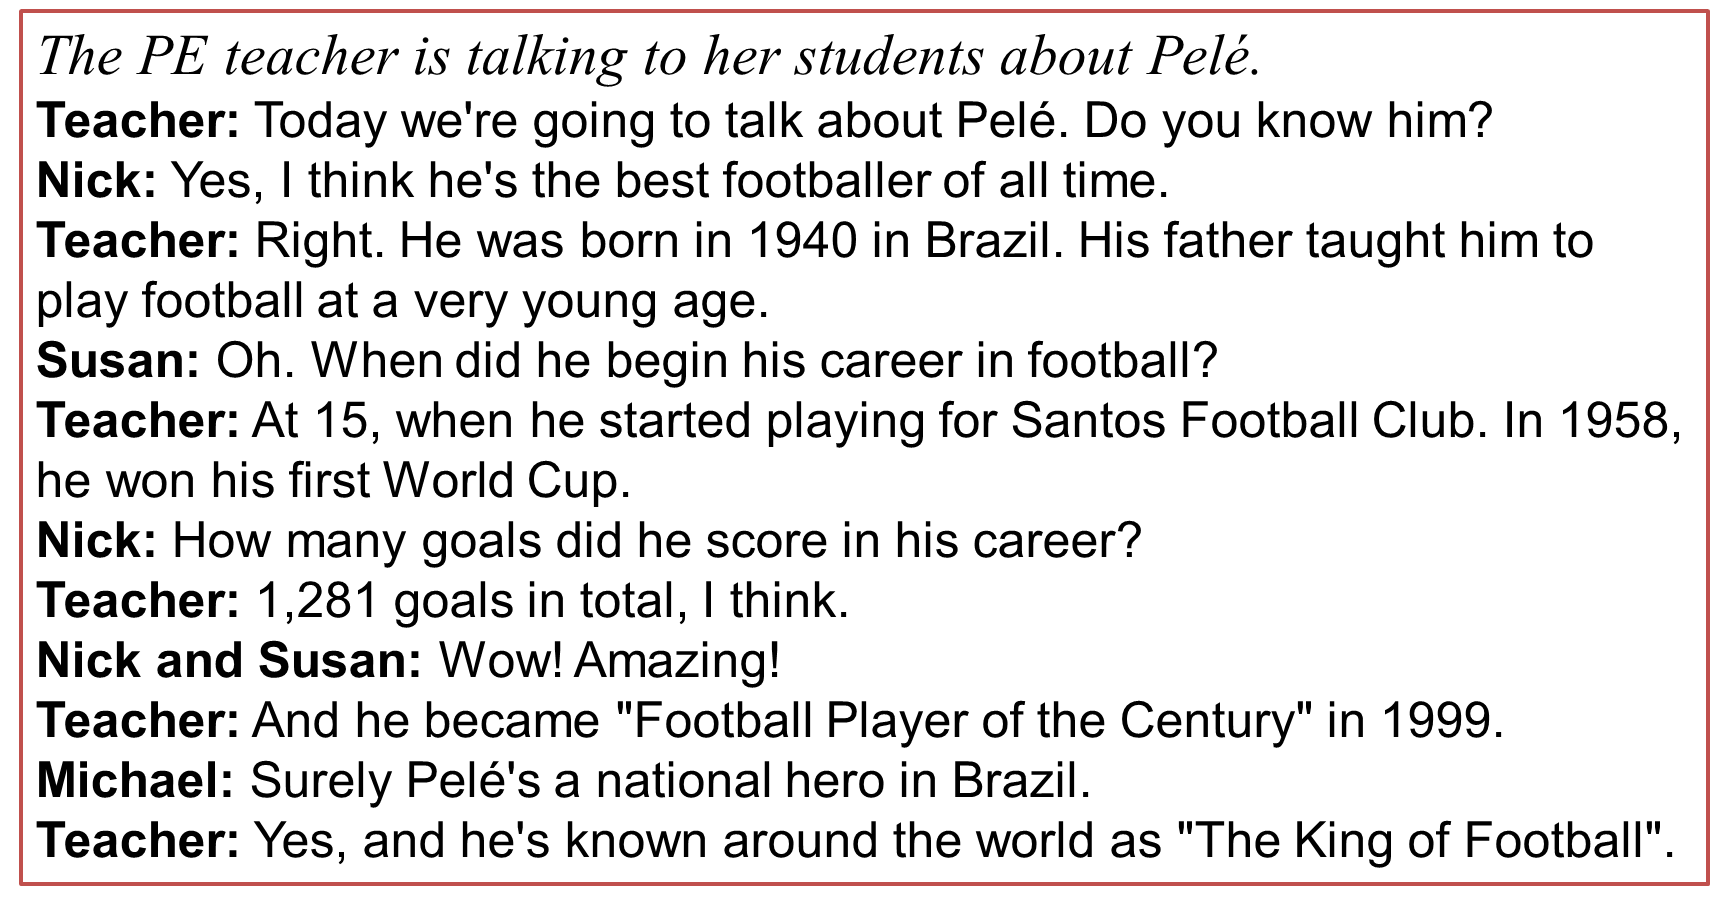 The PE teacher is talking to her students about Pelé.
Teacher: Today we're going to talk about Pelé. Do you know him?
Nick: Yes, I think he's the best footballer of all time.
Teacher: Right. He was born in 1940 in Brazil. His father taught him to
play football at a very young age.
Susan: Oh. When did he begin his career in football?
Teacher: At 15, when he started playing for Santos Football Club. In 1958,
he won his first World Cup.
Nick: How many goals did he score in his career?
Teacher: 1,281 goals in total, I think.
Nick and Susan: Wow! Amazing!
Teacher: And he became "Football Player of the Century" in 1999.
Michael: Surely Pelé's a national hero in Brazil.
Teacher: Yes, and he's known around the world as "The King of Football".